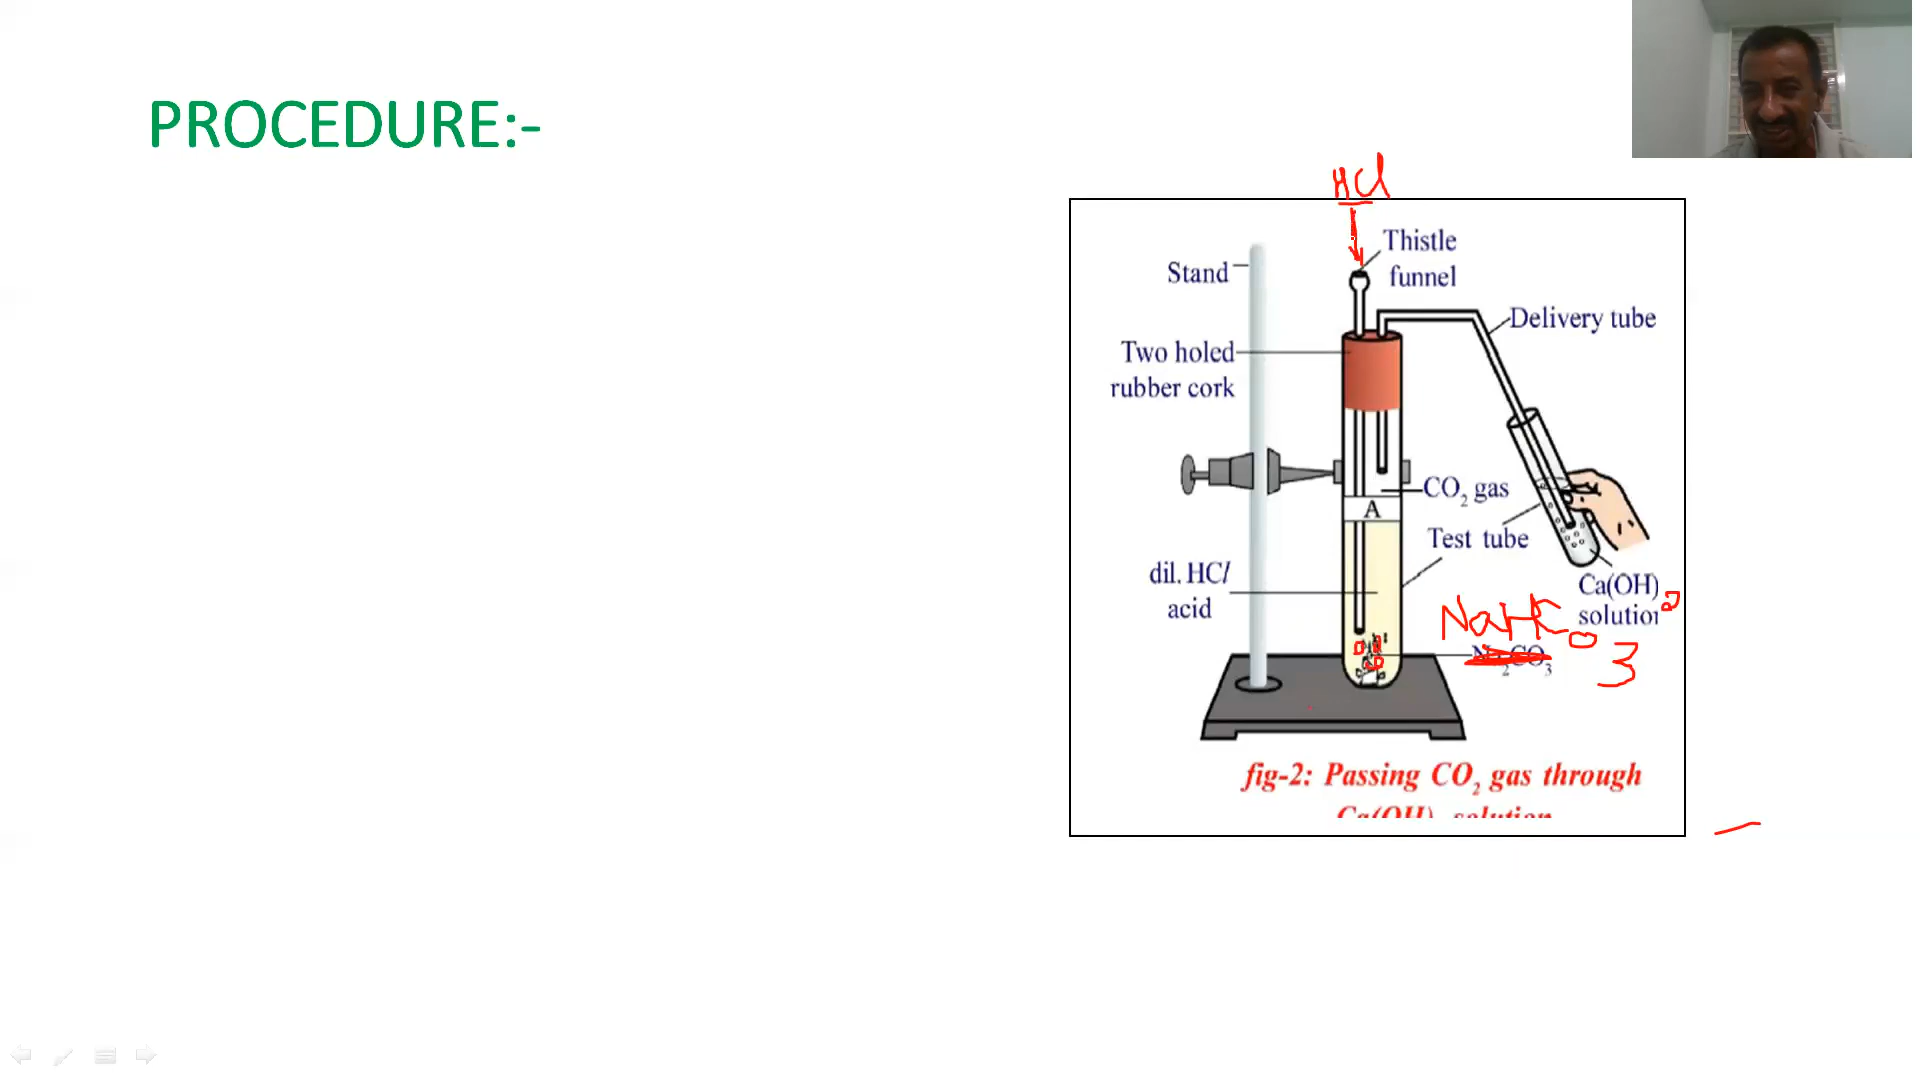 PROCEDURE:-
HCl
Thistle
funnel
Stand
Delivery tube
Two holed
rubber cork
CO2 gas
A
Test tube
dil. HCl
acid
Ca(OH)2
solution
NaHCO3
Na2CO3
fig-2: Passing CO2 gas through
Ca(OH) solution